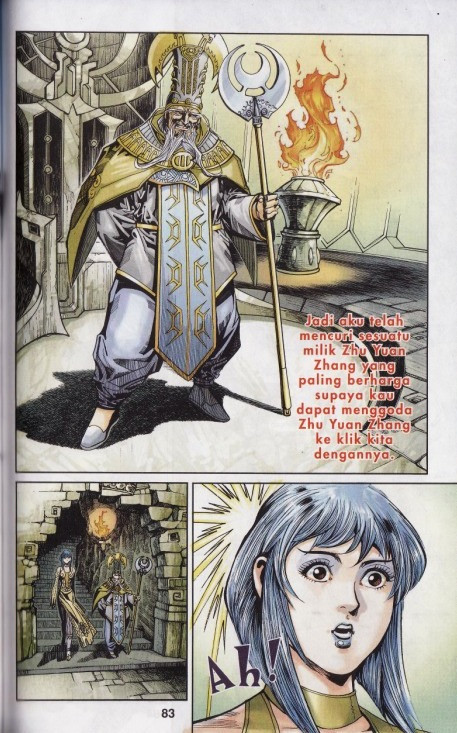 Jadi aku telah
mencuri sesuatu
milik Zhu Yuan
Zhang yang
paling berharga
supaya kau
dapat menggoda
Zhu Yuan Zhang
ke klik kita
dengannya.
Ah!
83